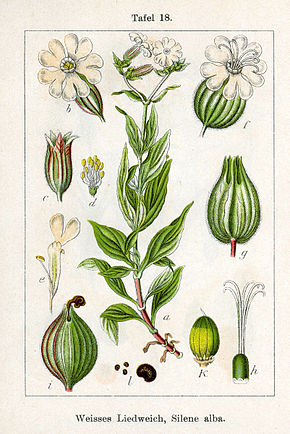 Tafel 18.
b
f
c
d
g
e
a
i
l
K
h
Weisses Liedweich, Silene alba.